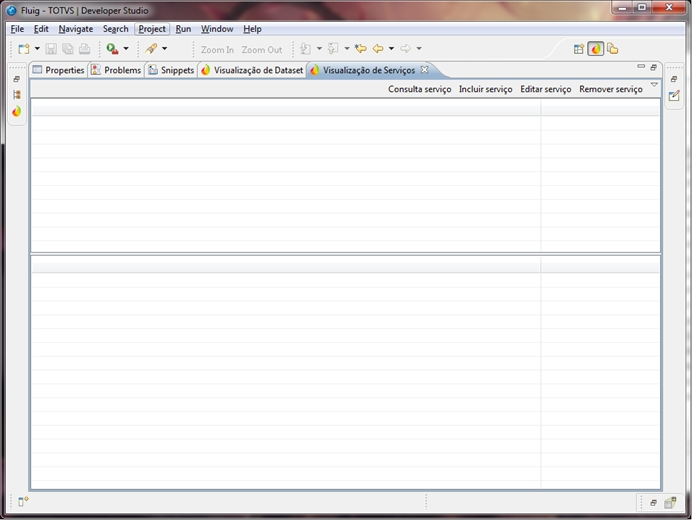 Fluig - TOTVS | Developer Studio
File Edit Navigate Search Project Run Window Help
Zoom In Zoom Out
Properties Problems Snippets Visualização de Dataset Visualização de Serviços
Consulta serviço Incluir serviço Editar serviço Remover serviço